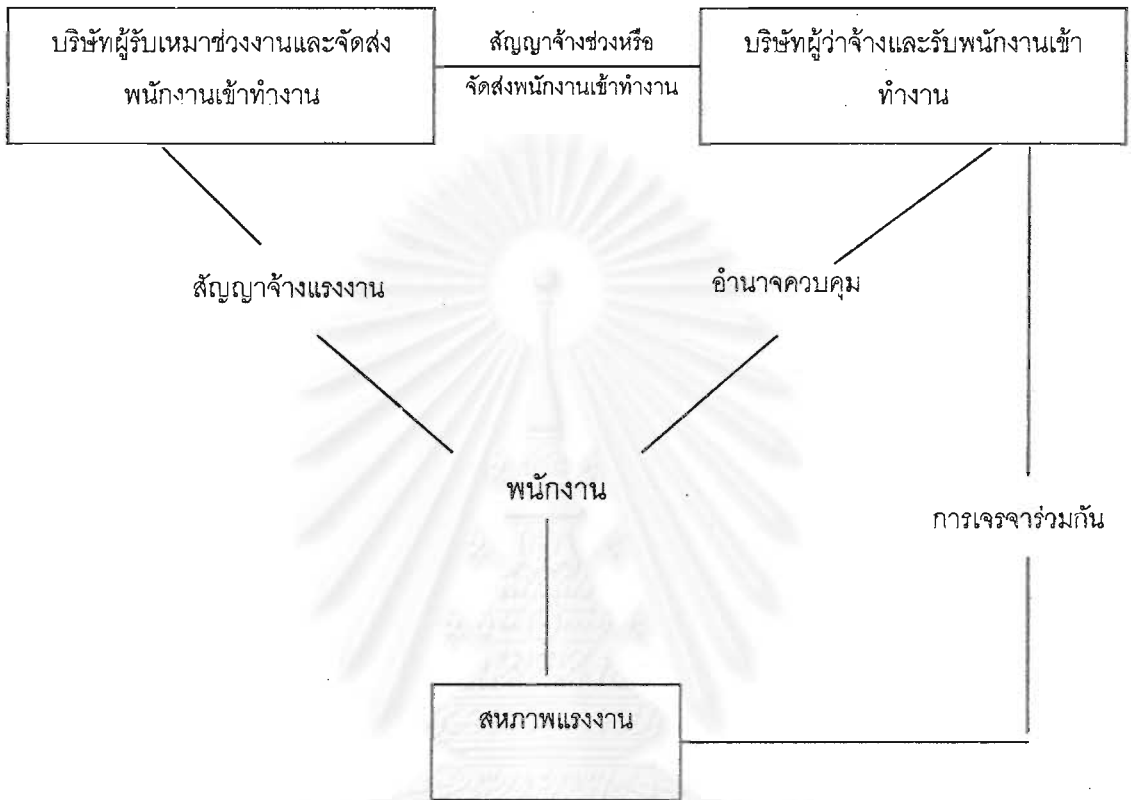 บริษัทผู้รับเหมาช่วงงานและจัดส่ง
พนักงานเข้าทำงาน
สัญญาจ้างช่วงหรือ
จัดส่งพนักงานเข้าทำงาน
บริษัทผู้ว่าจ้างและรับพนักงานเข้า
ทำงาน
สัญญาจ้างแรงงาน
อำนาจควบคุม
พนักงาน
การเจรจาร่วมกัน
สหภาพแรงงาน